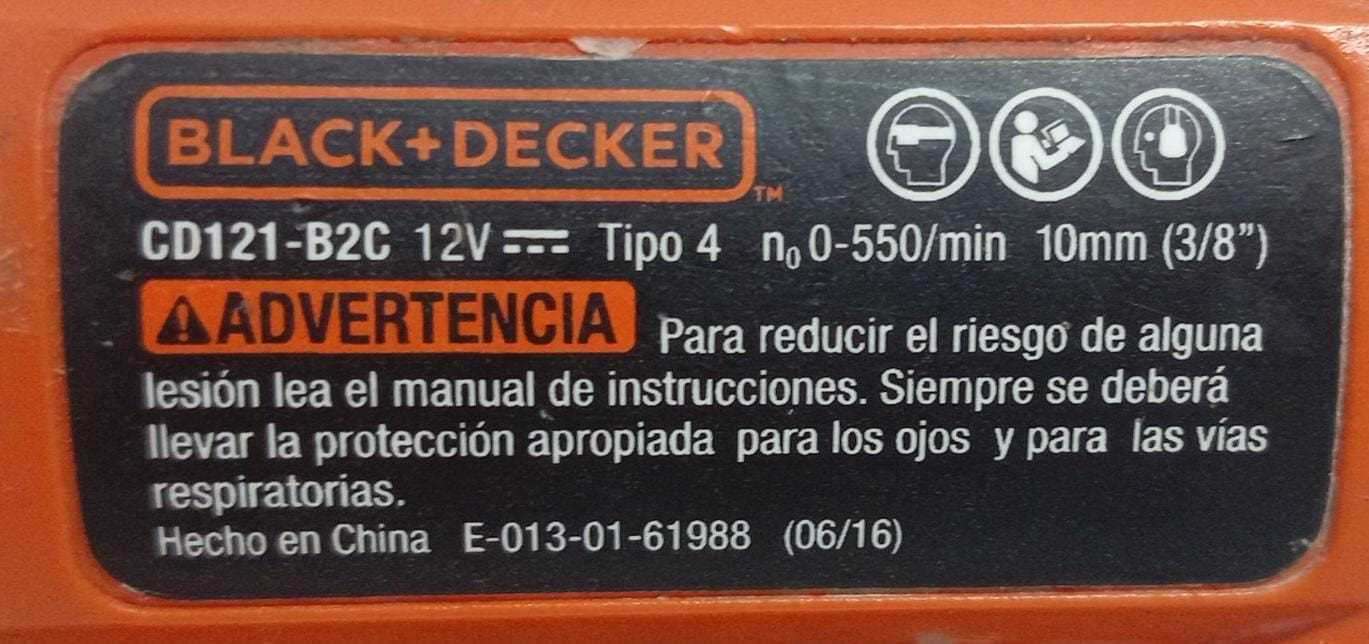 BLACK+DECKER™
CD121-B2C 12V⎓ Tipo 4 n₀ 0-550/min 10mm (3/8”)
⚠ADVERTENCIA Para reducir el riesgo de alguna
lesión lea el manual de instrucciones. Siempre se deberá
llevar la protección apropiada para los ojos y para las vías
respiratorias.
Hecho en China E-013-01-61988 (06/16)